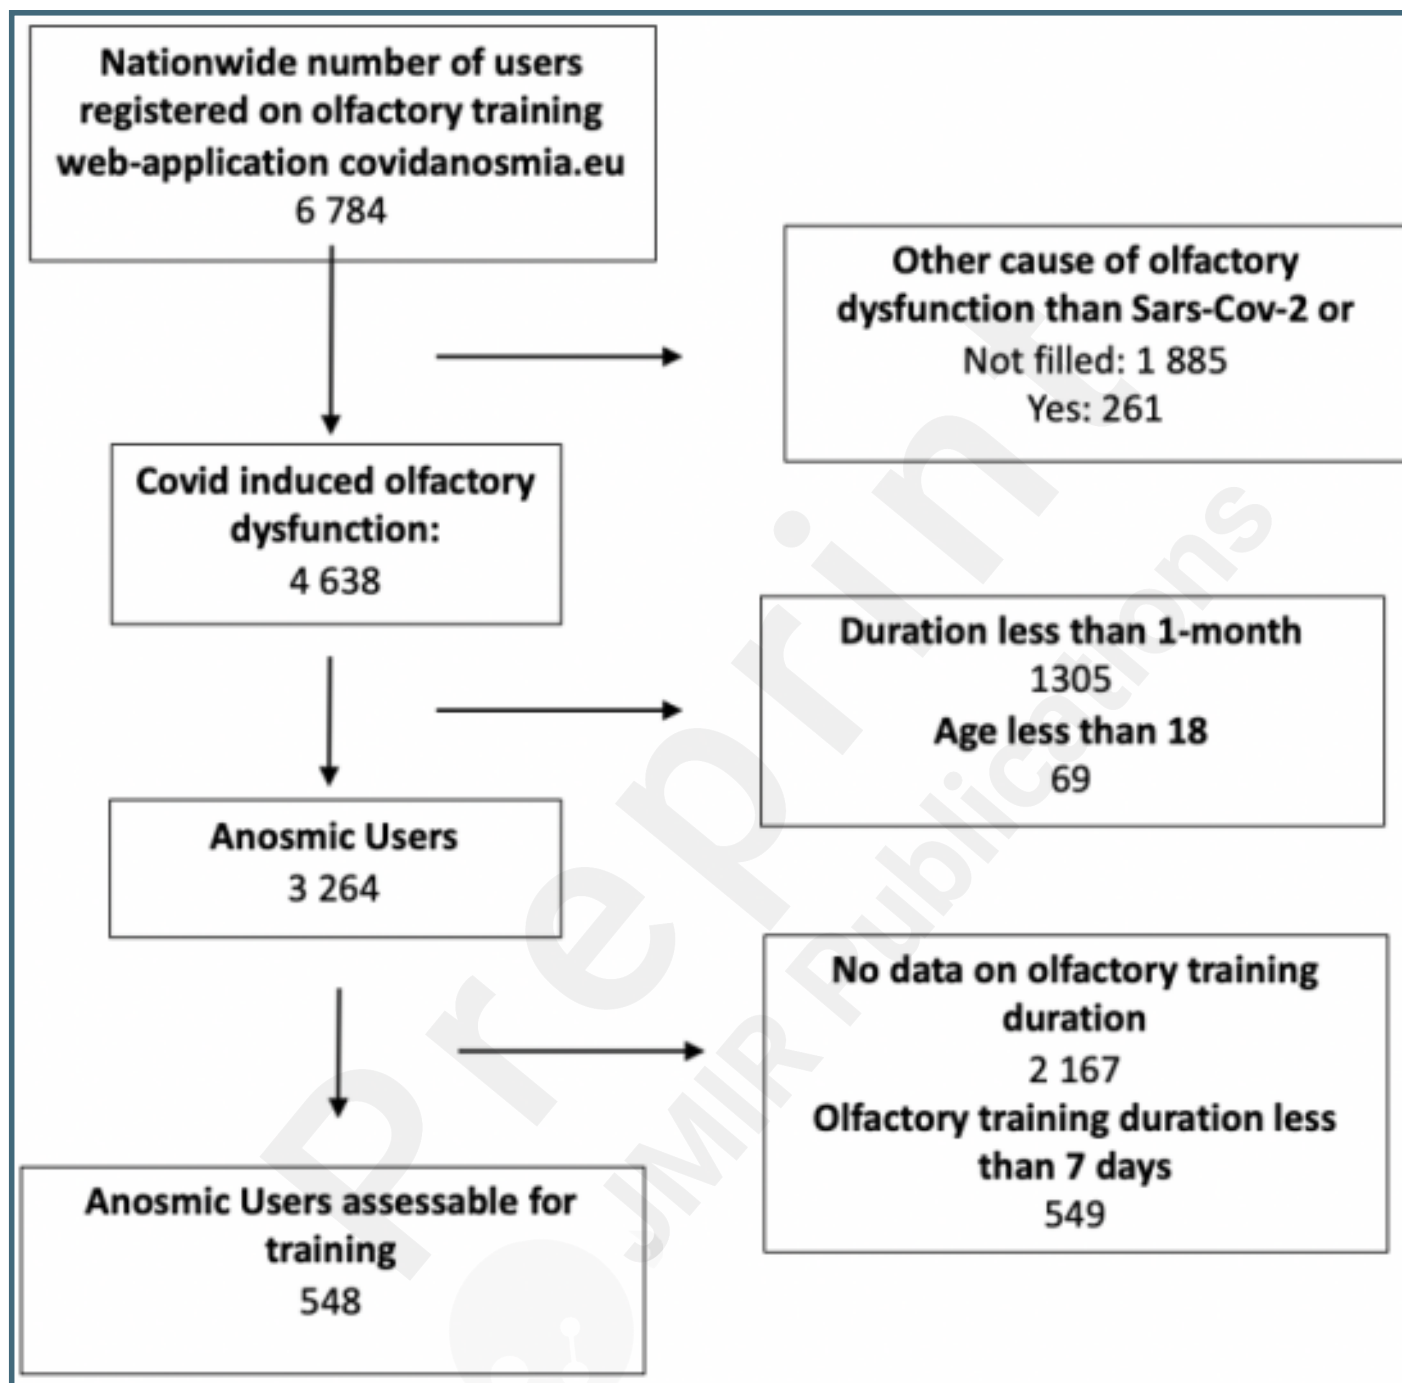 Nationwide number of users
registered on olfactory training
web-application covidanosmia.eu
6 784
Other cause of olfactory
dysfunction than Sars-Cov-2 or
Not filled: 1 885
Yes: 261
Covid induced olfactory
dysfunction:
4 638
Duration less than 1-month
1305
Age less than 18
69
Anosmic Users
3 264
No data on olfactory training
duration
2 167
Olfactory training duration less
than 7 days
549
Anosmic Users assessable for
training
548
Preprint
JMIR Publications